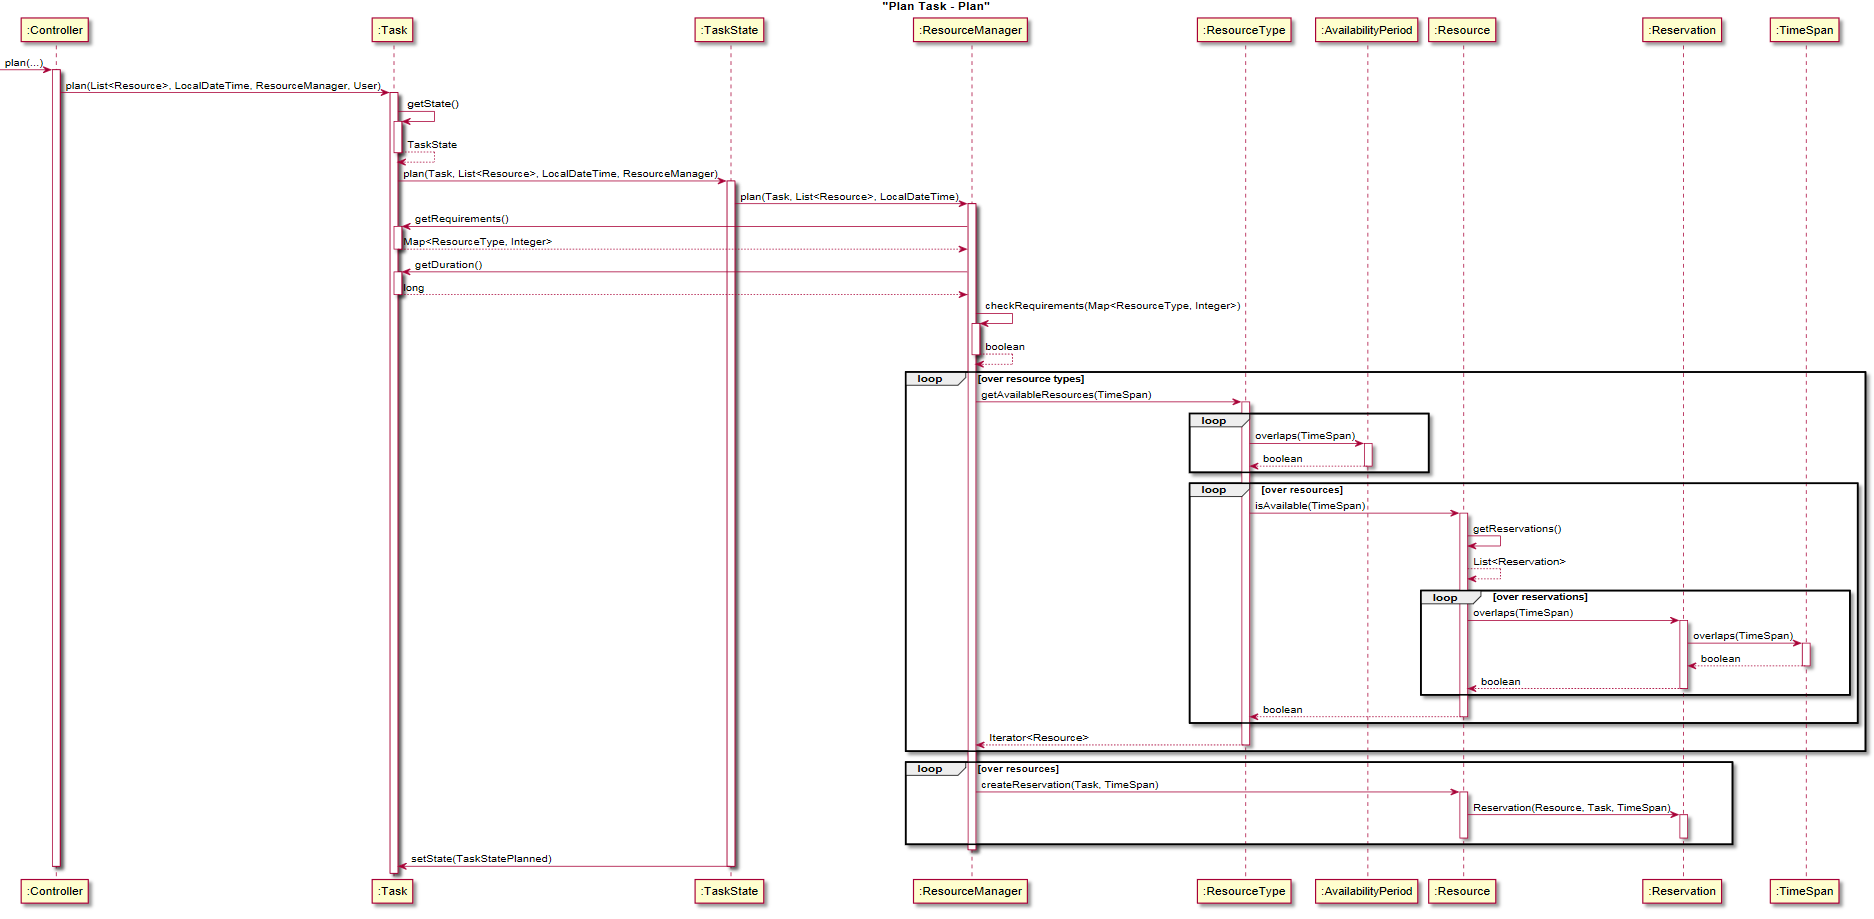 "Plan Task - Plan"
:Controller :Task :TaskState :ResourceManager :ResourceType :AvailabilityPeriod :Resource :Reservation :TimeSpan
plan(...)
plan(List<Resource>, LocalDateTime, ResourceManager, User)
getState()
TaskState
plan(Task, List<Resource>, LocalDateTime, ResourceManager)
plan(Task, List<Resource>, LocalDateTime)
getRequirements()
Map<ResourceType, Integer>
getDuration()
long
checkRequirements(Map<ResourceType, Integer>)
boolean
loop [over resource types]
getAvailableResources(TimeSpan)
loop
overlaps(TimeSpan)
boolean
loop [over resources]
isAvailable(TimeSpan)
getReservations()
List<Reservation>
loop [over reservations]
overlaps(TimeSpan)
overlaps(TimeSpan)
boolean
boolean
boolean
Iterator<Resource>
loop [over resources]
createReservation(Task, TimeSpan)
Reservation(Resource, Task, TimeSpan)
setState(TaskStatePlanned)
:Controller :Task :TaskState :ResourceManager :ResourceType :AvailabilityPeriod :Resource :Reservation :TimeSpan